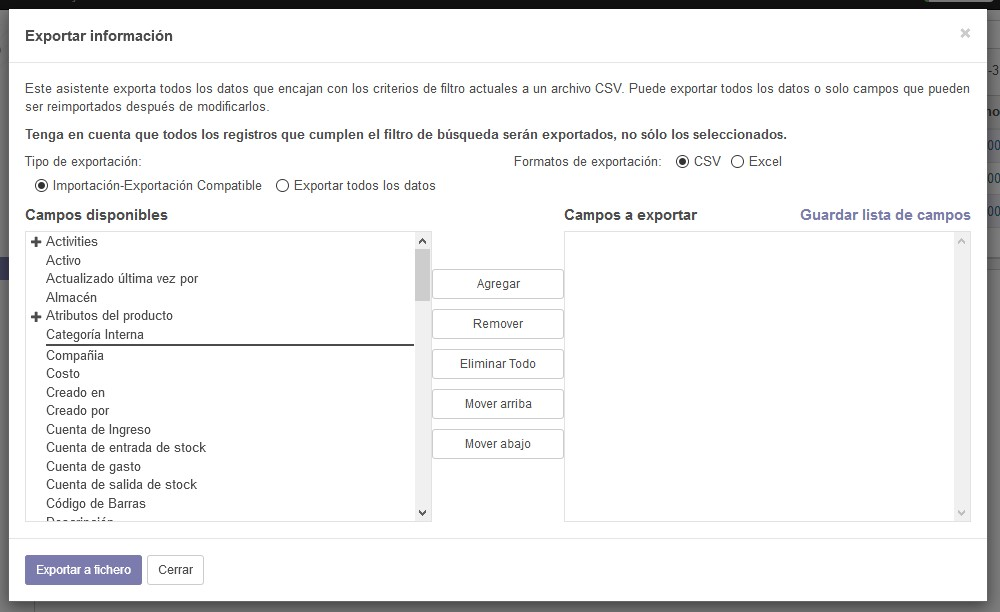 Exportar información
×
Este asistente exporta todos los datos que encajan con los criterios de filtro actuales a un archivo CSV. Puede exportar todos los datos o solo campos que pueden
ser reimportados después de modificarlos.
Tenga en cuenta que todos los registros que cumplen el filtro de búsqueda serán exportados, no sólo los seleccionados.
Tipo de exportación:
Formatos de exportación: CSV Excel
Importación-Exportación Compatible Exportar todos los datos
Campos disponibles
Campos a exportar
Guardar lista de campos
Activities
Activo
Actualizado última vez por
Almacén
Atributos del producto
Categoría Interna
Compañia
Costo
Creado en
Creado por
Cuenta de Ingreso
Cuenta de entrada de stock
Cuenta de gasto
Cuenta de salida de stock
Código de Barras
Descripción
Agregar
Remover
Eliminar Todo
Mover arriba
Mover abajo
Exportar a fichero
Cerrar